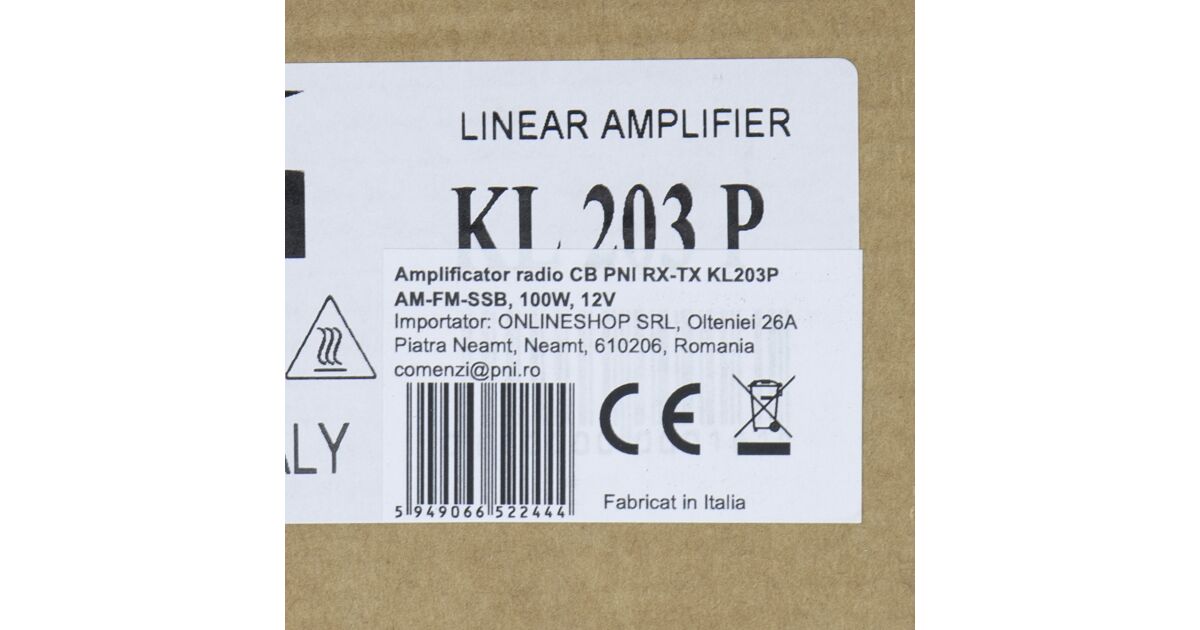 LINEAR AMPLIFIER
KL 203 P
Amplificator radio CB PNI RX-TX KL203P
AM-FM-SSB, 100W, 12V
Importator: ONLINESHOP SRL, Olteniei 26A
Piatra Neamt, Neamt, 610206, Romania
comenzi@pni.ro
CE
ALY
5 949066 522444
Fabricat in Italia